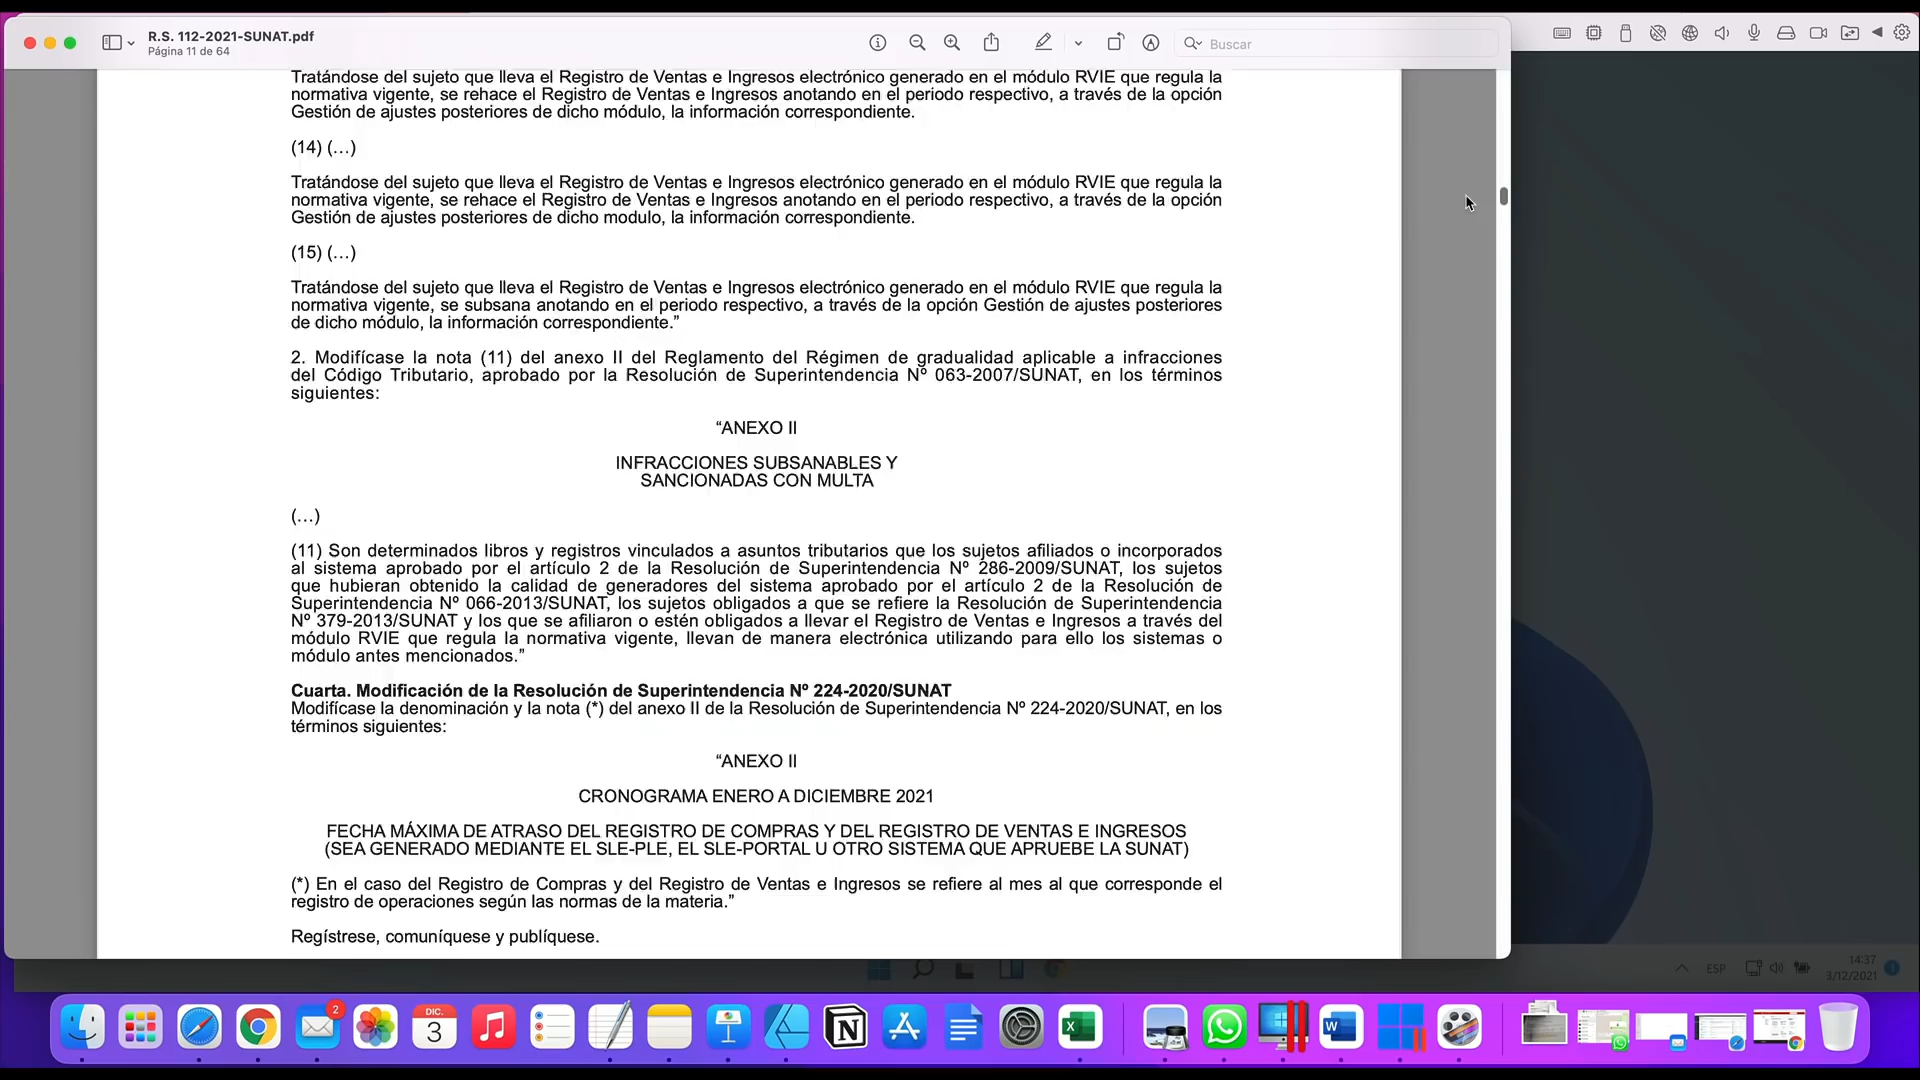 R.S. 112-2021-SUNAT.pdf
Página 11 de 64
Buscar
Tratándose del sujeto que lleva el Registro de Ventas e Ingresos electrónico generado en el módulo RVIE que regula la
normativa vigente, se rehace el Registro de Ventas e Ingresos anotando en el periodo respectivo, a través de la opción
Gestión de ajustes posteriores de dicho módulo, la información correspondiente.
(14) (…)
Tratándose del sujeto que lleva el Registro de Ventas e Ingresos electrónico generado en el módulo RVIE que regula la
normativa vigente, se rehace el Registro de Ventas e Ingresos anotando en el periodo respectivo, a través de la opción
Gestión de ajustes posteriores de dicho modulo, la información correspondiente.
(15) (…)
Tratándose del sujeto que lleva el Registro de Ventas e Ingresos electrónico generado en el módulo RVIE que regula la
normativa vigente, se subsana anotando en el periodo respectivo, a través de la opción Gestión de ajustes posteriores
de dicho módulo, la información correspondiente.”
2. Modifícase la nota (11) del anexo II del Reglamento del Régimen de gradualidad aplicable a infracciones
del Código Tributario, aprobado por la Resolución de Superintendencia Nº 063-2007/SUNAT, en los términos
siguientes:
“ANEXO II
INFRACCIONES SUBSANABLES Y
SANCIONADAS CON MULTA
(…)
(11) Son determinados libros y registros vinculados a asuntos tributarios que los sujetos afiliados o incorporados
al sistema aprobado por el artículo 2 de la Resolución de Superintendencia Nº 286-2009/SUNAT, los sujetos
que hubieran obtenido la calidad de generadores del sistema aprobado por el artículo 2 de la Resolución de
Superintendencia Nº 066-2013/SUNAT, los sujetos obligados a que se refiere la Resolución de Superintendencia
Nº 379-2013/SUNAT y los que se afiliaron o estén obligados a llevar el Registro de Ventas e Ingresos a través del
módulo RVIE que regula la normativa vigente, llevan de manera electrónica utilizando para ello los sistemas o
módulo antes mencionados.”
Cuarta. Modificación de la Resolución de Superintendencia Nº 224-2020/SUNAT
Modifícase la denominación y la nota (*) del anexo II de la Resolución de Superintendencia Nº 224-2020/SUNAT, en los
términos siguientes:
“ANEXO II
CRONOGRAMA ENERO A DICIEMBRE 2021
FECHA MÁXIMA DE ATRASO DEL REGISTRO DE COMPRAS Y DEL REGISTRO DE VENTAS E INGRESOS
(SEA GENERADO MEDIANTE EL SLE-PLE, EL SLE-PORTAL U OTRO SISTEMA QUE APRUEBE LA SUNAT)
(*) En el caso del Registro de Compras y del Registro de Ventas e Ingresos se refiere al mes al que corresponde el
registro de operaciones según las normas de la materia.”
Regístrese, comuníquese y publíquese.
ESP
14:37
3/12/2021
1
2
DIC.
3
N
X
W